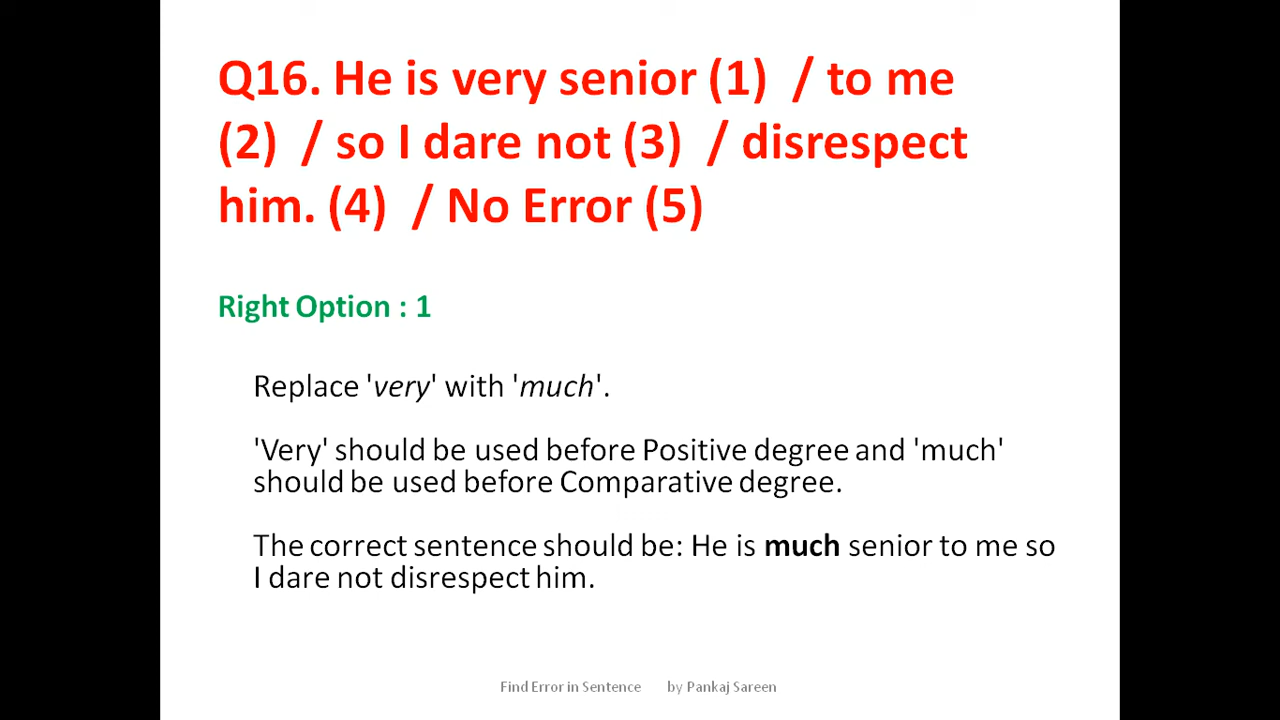 Q16. He is very senior (1)  / to me
(2)  / so I dare not (3)  / disrespect
him. (4)  / No Error (5)
Right Option : 1
Replace 'very' with 'much'.
'Very' should be used before Positive degree and 'much'
should be used before Comparative degree.
The correct sentence should be: He is much senior to me so
I dare not disrespect him.
Find Error in Sentence by Pankaj Sareen